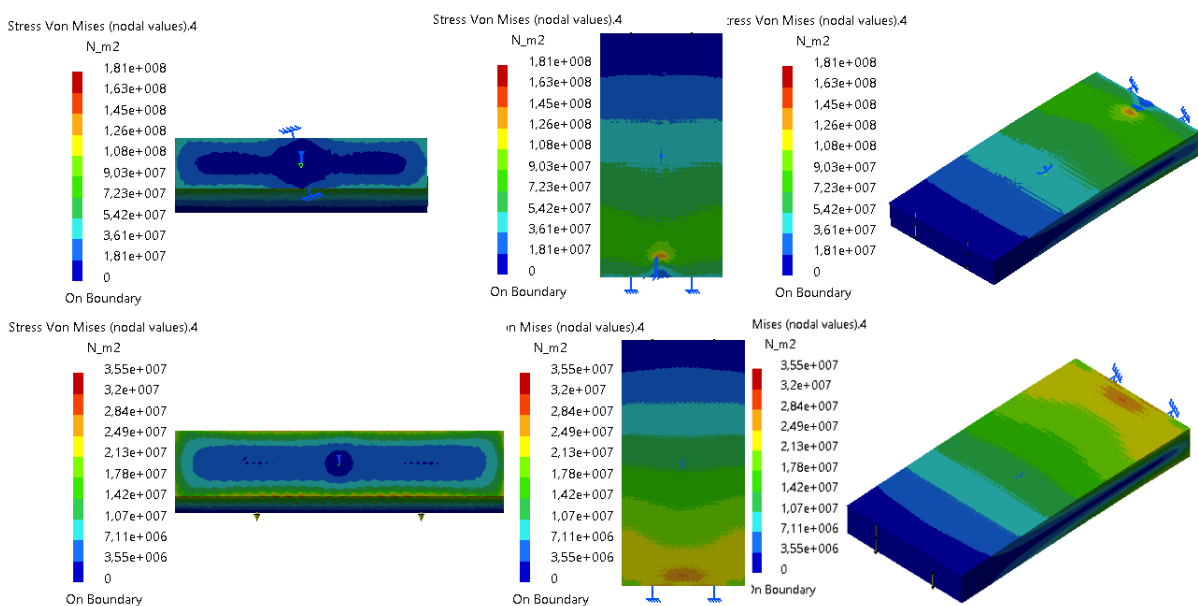 Stress Von Mises (nodal values).4
N_m2
1,81e+008
1,63e+008
1,45e+008
1,26e+008
1,08e+008
9,03e+007
7,23e+007
5,42e+007
3,61e+007
1,81e+007
0
On Boundary
Stress Von Mises (nodal values).4
N_m2
1,81e+008
1,63e+008
1,45e+008
1,26e+008
1,08e+008
9,03e+007
7,23e+007
5,42e+007
3,61e+007
1,81e+007
0
On Boundary
ress Von Mises (nodal values).4
N_m2
1,81e+008
1,63e+008
1,45e+008
1,26e+008
1,08e+008
9,03e+007
7,23e+007
5,42e+007
3,61e+007
1,81e+007
0
On Boundary
Stress Von Mises (nodal values).4
N_m2
3,55e+007
3,2e+007
2,84e+007
2,49e+007
2,13e+007
1,78e+007
1,42e+007
1,07e+007
7,11e+006
3,55e+006
0
On Boundary
n Mises (nodal values).4
N_m2
3,55e+007
3,2e+007
2,84e+007
2,49e+007
2,13e+007
1,78e+007
1,42e+007
1,07e+007
7,11e+006
3,55e+006
0
On Boundary
Mises (nodal values).4
N_m2
3,55e+007
3,2e+007
2,84e+007
2,49e+007
2,13e+007
1,78e+007
1,42e+007
1,07e+007
7,11e+006
3,55e+006
0
On Boundary